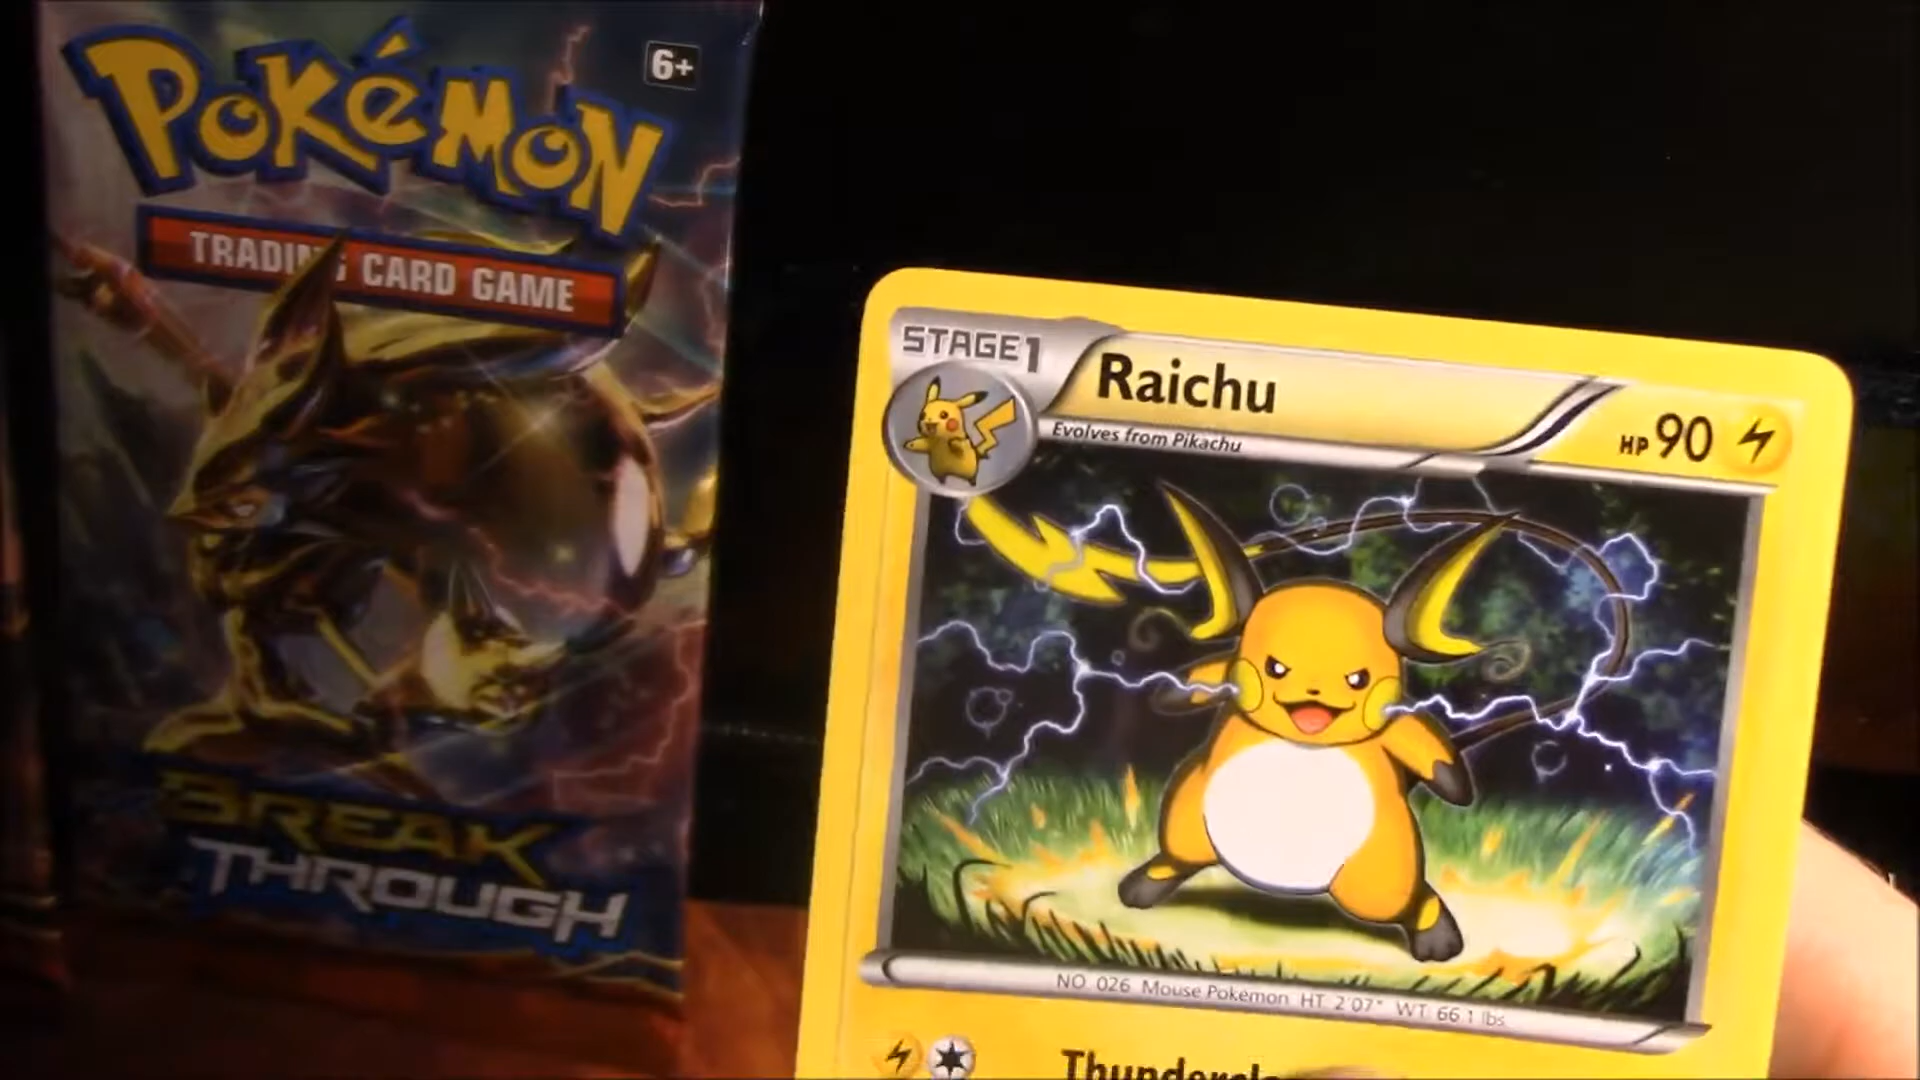 Pokémon
6+
TRADING CARD GAME
BREAK
THROUGH
STAGE1
Raichu
HP 90
Evolves from Pikachu
NO 026 Mouse Pokémon HT 2'07" WT 66.1 lbs.